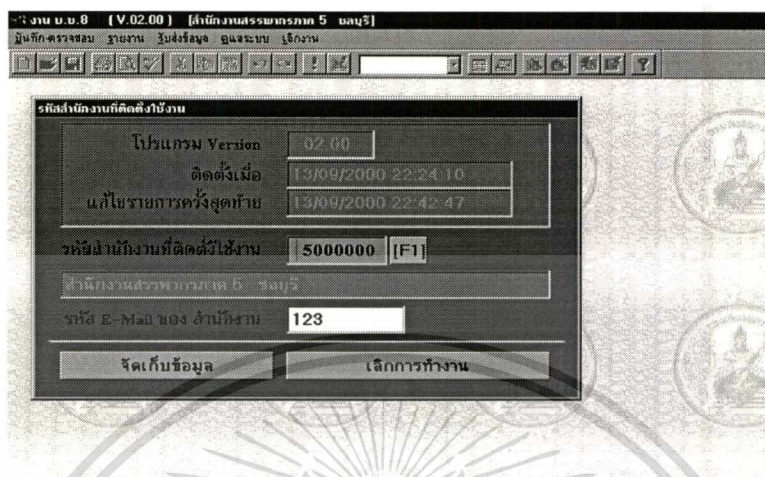 งาน บ.บ.8 ( V.02.00 ) [สำนักงานสรรพากรภาค 5 ชลบุรี]
บันทึก-ตรวจสอบ รายงาน รับส่งข้อมูล ดูแลระบบ เลิกงาน
รหัสสำนักงานที่ติดตั้งใช้งาน
โปรแกรม Version 02.00
ติดตั้งเมื่อ 13/09/2000 22:24:10
แก้ไขรายการครั้งสุดท้าย 13/09/2000 22:42:47
รหัสสำนักงานที่ติดตั้งใช้งาน 5000000 [F1]
สำนักงานสรรพากรภาค 5 ชลบุรี
รหัส E-Mail ของ สำนักงาน 123
จัดเก็บข้อมูล เลิกการทำงาน